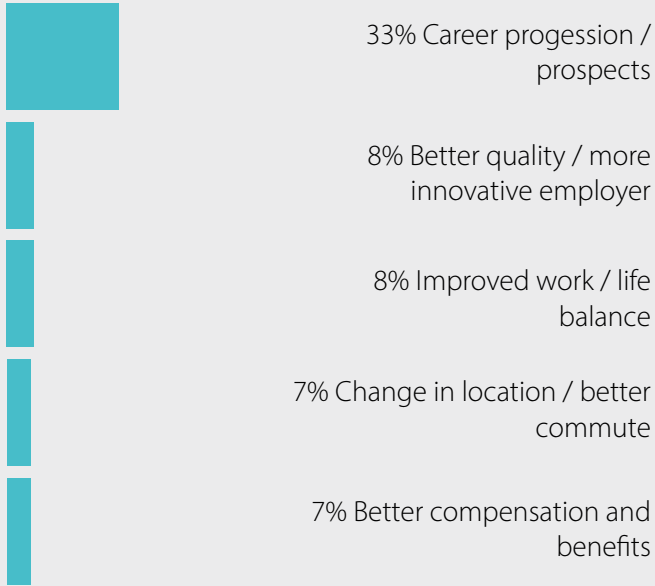 33% Career progession /
prospects
8% Better quality / more
innovative employer
8% Improved work / life
balance
7% Change in location / better
commute
7% Better compensation and
benefits